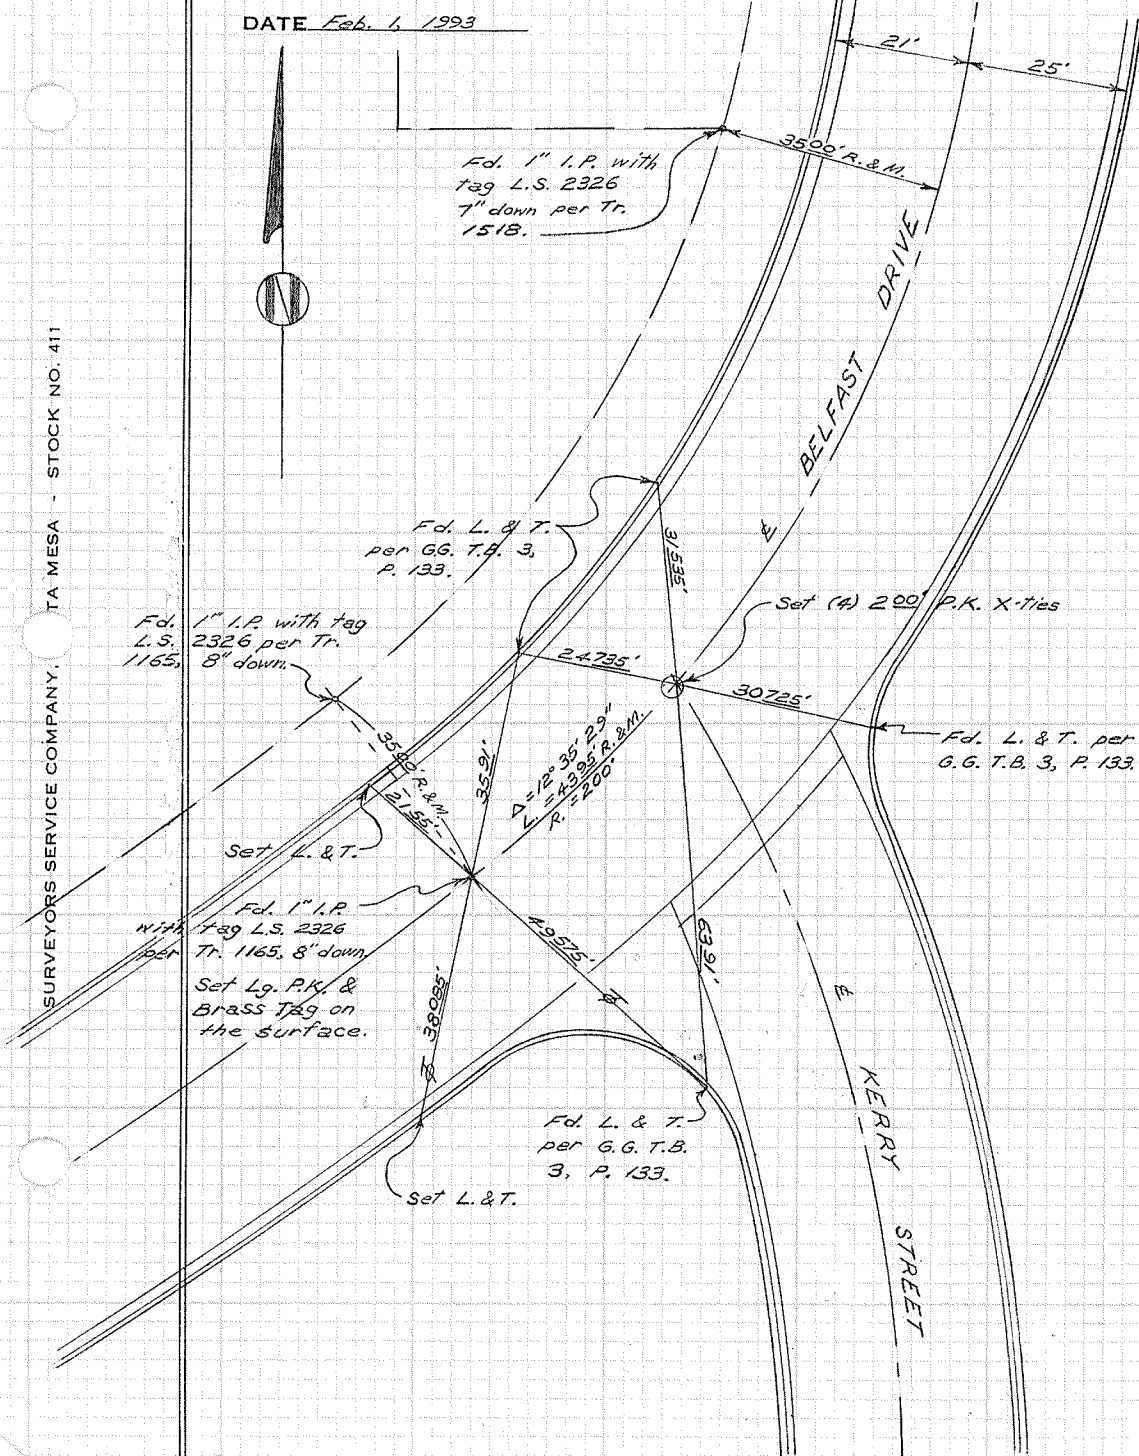 DATE Feb. 1, 1993
21'
25'
35.00' R. & M.
Fd. 1" I.P. with
tag L.S. 2326
7" down per Tr.
1518.
N
BELFAST DRIVE
SURVEYORS SERVICE COMPANY,
TA MESA - STOCK NO. 411
Fd. L. & T.
per G.G. T.B. 3,
P. 133.
31.535'
℄
Set (4) 2.00' P.K. X-ties
Fd. 1" I.P. with tag
L.S. 2326 per Tr.
1165, 8" down.
24.735'
30.725'
Fd. L. & T. per
G.G. T.B. 3, P. 133.
35.00' R. & M.
21.55'
35.91'
Δ = 12° 35' 29"
L. = 43.95' R. & M.
R. = 200'
Set L. & T.
Fd. 1" I.P.
with tag L.S. 2326
per Tr. 1165, 8" down.
Set Lg. P.K. &
Brass Tag on
the surface.
49.575'
63.91'
38.085'
℄
KERRY STREET
Fd. L. & T.
per G.G. T.B.
3, P. 133.
Set L. & T.